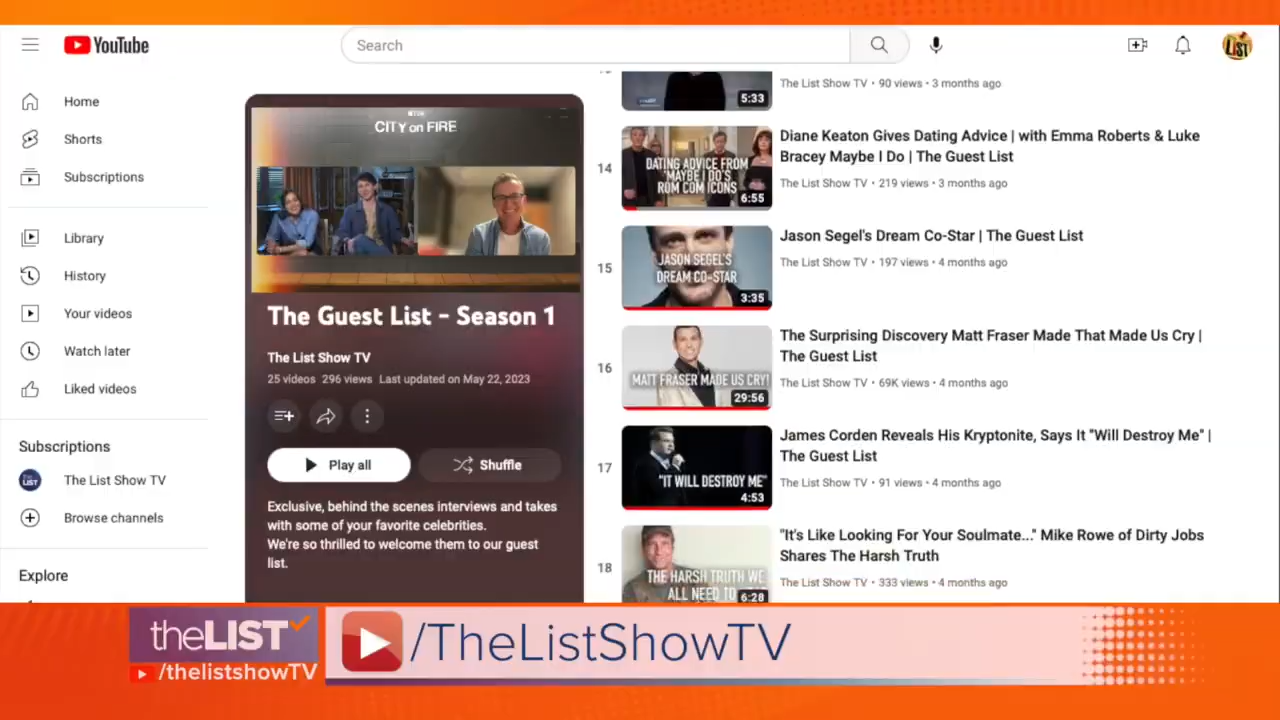 YouTube
Search
LIST
Home
Shorts
Subscriptions
Library
History
Your videos
Watch later
Liked videos
Subscriptions
THE LIST
The List Show TV
Browse channels
Explore
CITY on FIRE
The Guest List - Season 1
The List Show TV
25 videos 296 views Last updated on May 22, 2023
Play all
Shuffle
Exclusive, behind the scenes interviews and takes
with some of your favorite celebrities.
We're so thrilled to welcome them to our guest
list.
5:33
The List Show TV • 90 views • 3 months ago
14
DATING ADVICE FROM
"MAYBE I DO'S
ROM COM ICONS
6:55
Diane Keaton Gives Dating Advice | with Emma Roberts & Luke
Bracey Maybe I Do | The Guest List
The List Show TV • 219 views • 3 months ago
15
JASON SEGEL'S
DREAM CO-STAR
3:35
Jason Segel's Dream Co-Star | The Guest List
The List Show TV • 197 views • 4 months ago
16
MATT FRASER MADE US CRY!
29:56
The Surprising Discovery Matt Fraser Made That Made Us Cry |
The Guest List
The List Show TV • 69K views • 4 months ago
17
"IT WILL DESTROY ME"
4:53
James Corden Reveals His Kryptonite, Says It "Will Destroy Me" |
The Guest List
The List Show TV • 91 views • 4 months ago
18
THE HARSH TRUTH WE
ALL NEED TO
6:28
"It's Like Looking For Your Soulmate..." Mike Rowe of Dirty Jobs
Shares The Harsh Truth
The List Show TV • 333 views • 4 months ago
theLIST
/thelistshowTV
/TheListShowTV